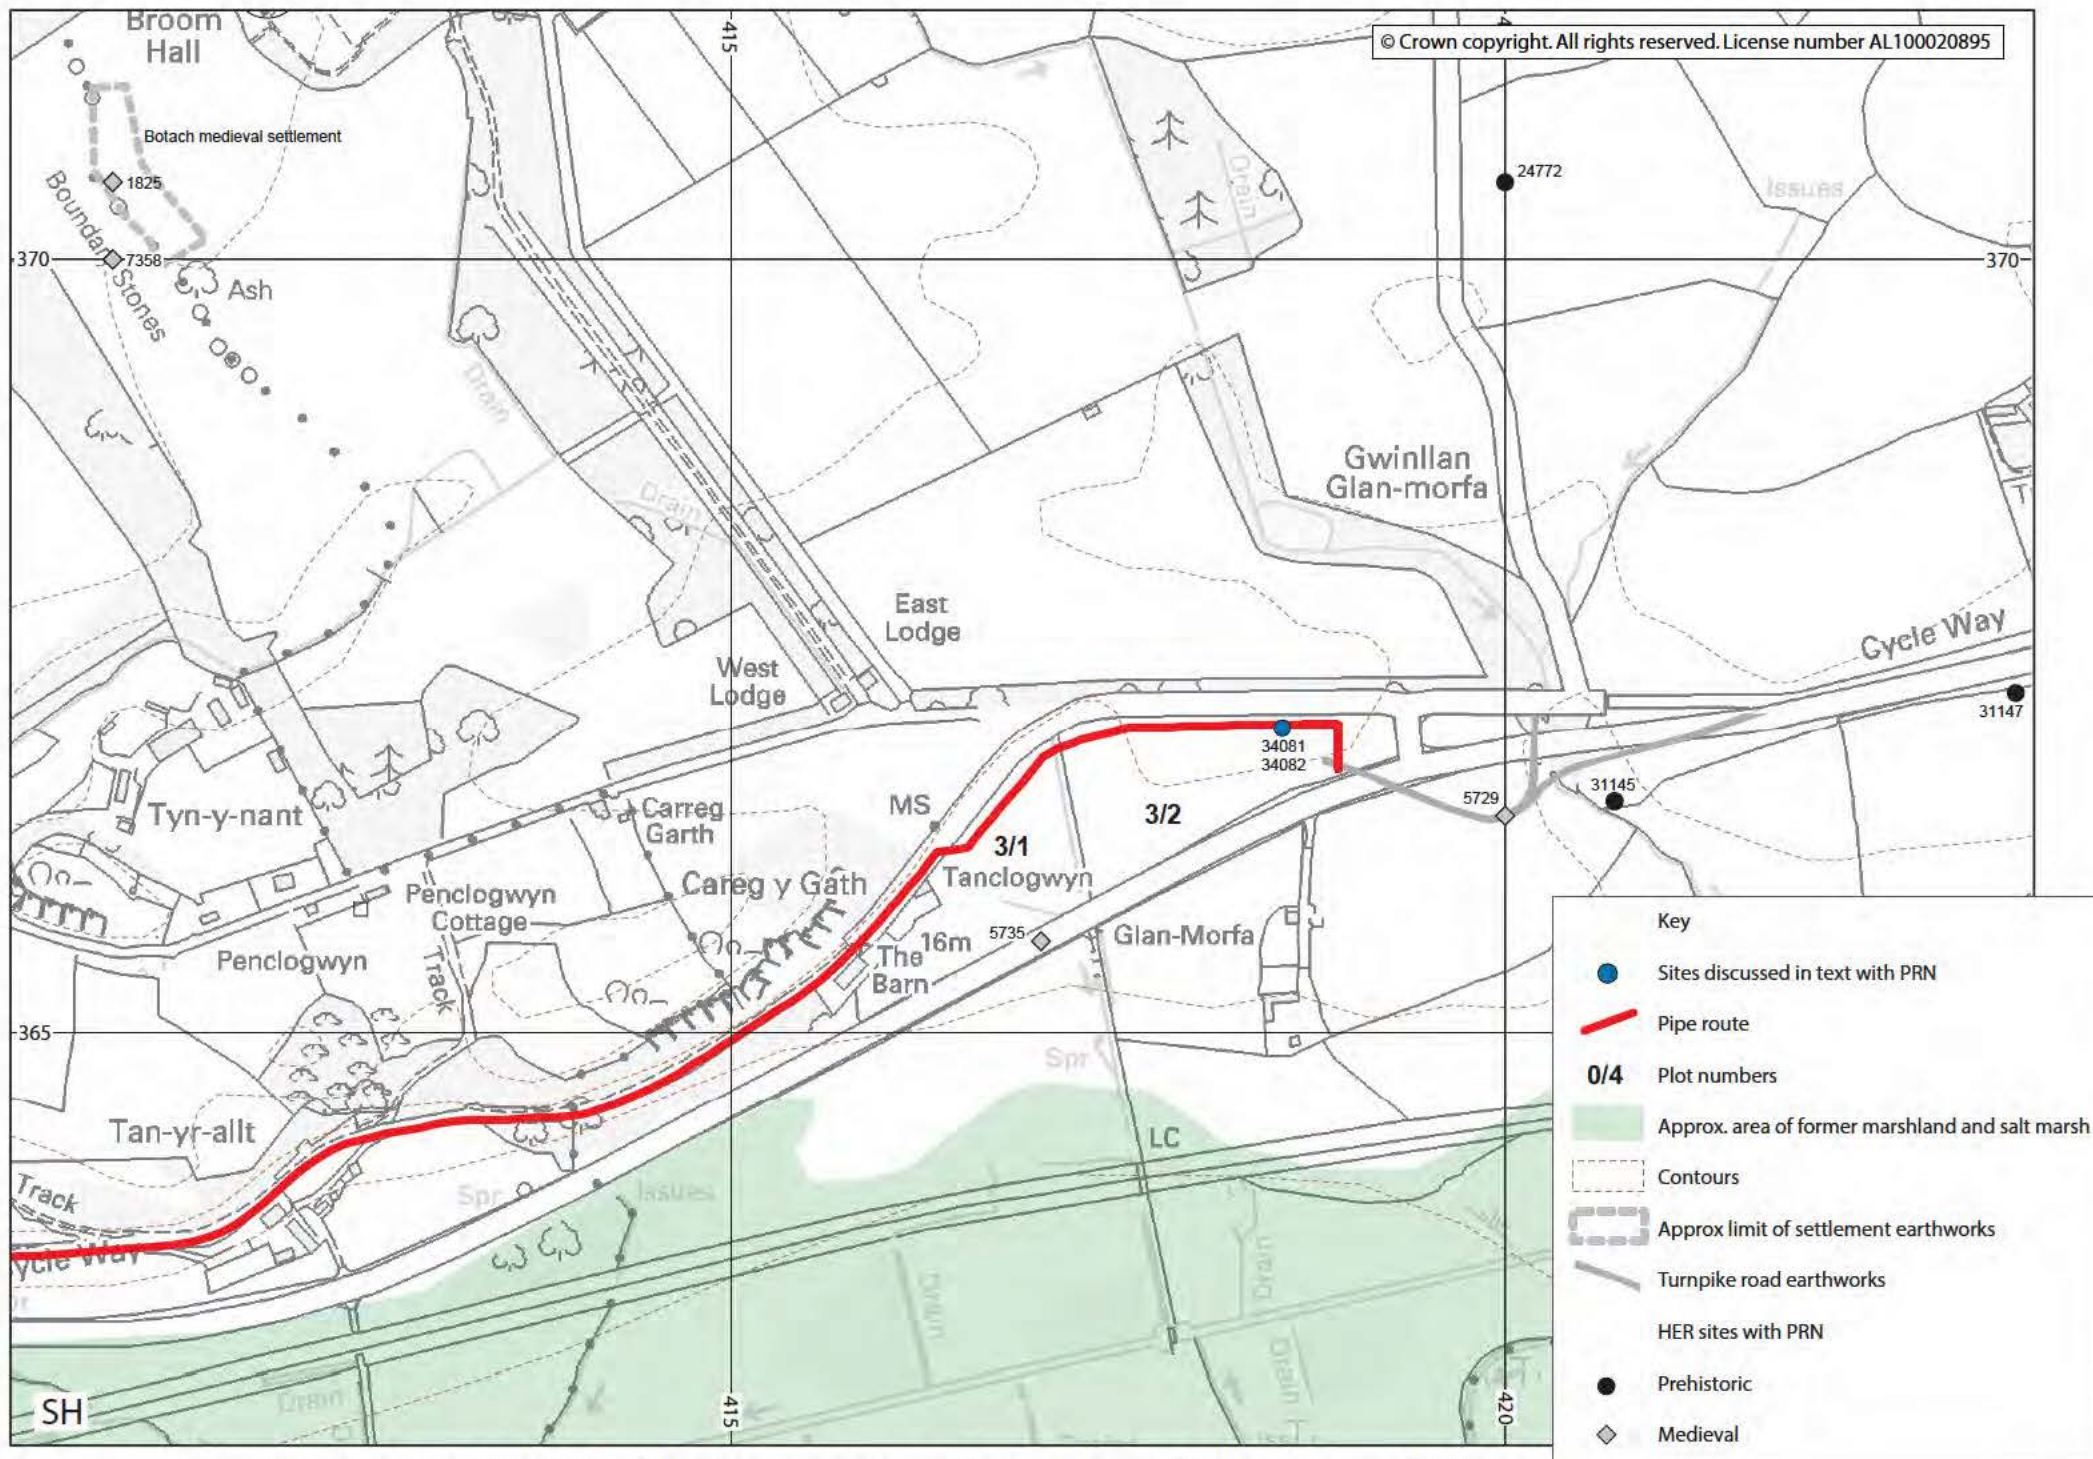 Broom
Hall
415
4
© Crown copyright. All rights reserved. License number AL100020895
Botach medieval settlement
1825
Boundary Stones
7358
370
370
Ash
24772
Issues
Drain
Drain
Drain
Gwinllan
Glan-morfa
East
Lodge
West
Lodge
Cycle Way
31147
34081
34082
31145
5729
Tyn-y-nant
Carreg
Garth
MS
3/1
3/2
Tanclogwyn
Penclogwyn
Cottage
Careg y Gath
Penclogwyn
Track
16m
5735
Glan-Morfa
The
Barn
365
Spr
Tan-yr-allt
LC
Track
Spr
Issues
ycle Way
Drain
Drain
Drain
Drain
SH
415
420
Key
Sites discussed in text with PRN
Pipe route
0/4 Plot numbers
Approx. area of former marshland and salt marsh
Contours
Approx limit of settlement earthworks
Turnpike road earthworks
HER sites with PRN
Prehistoric
Medieval